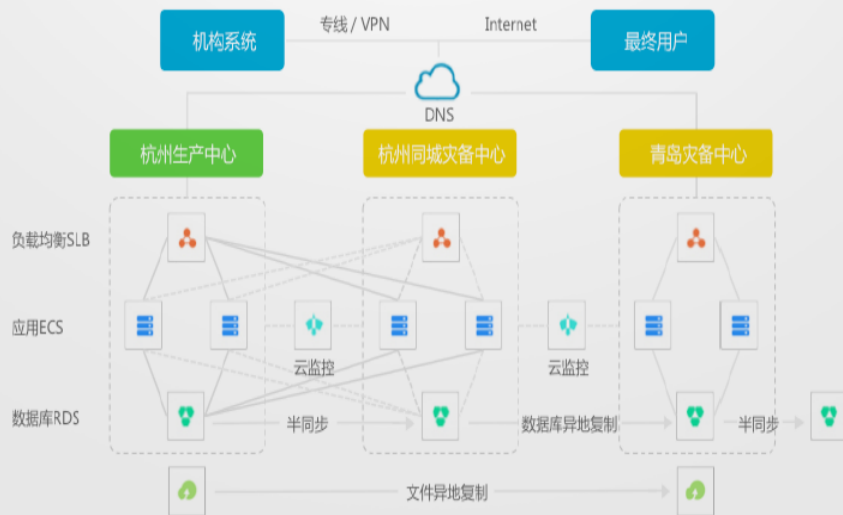 机构系统
专线 / VPN
Internet
最终用户
DNS
杭州生产中心
杭州同城灾备中心
青岛灾备中心
负载均衡SLB
应用ECS
云监控
云监控
数据库RDS
半同步
数据库异地复制
半同步
文件异地复制